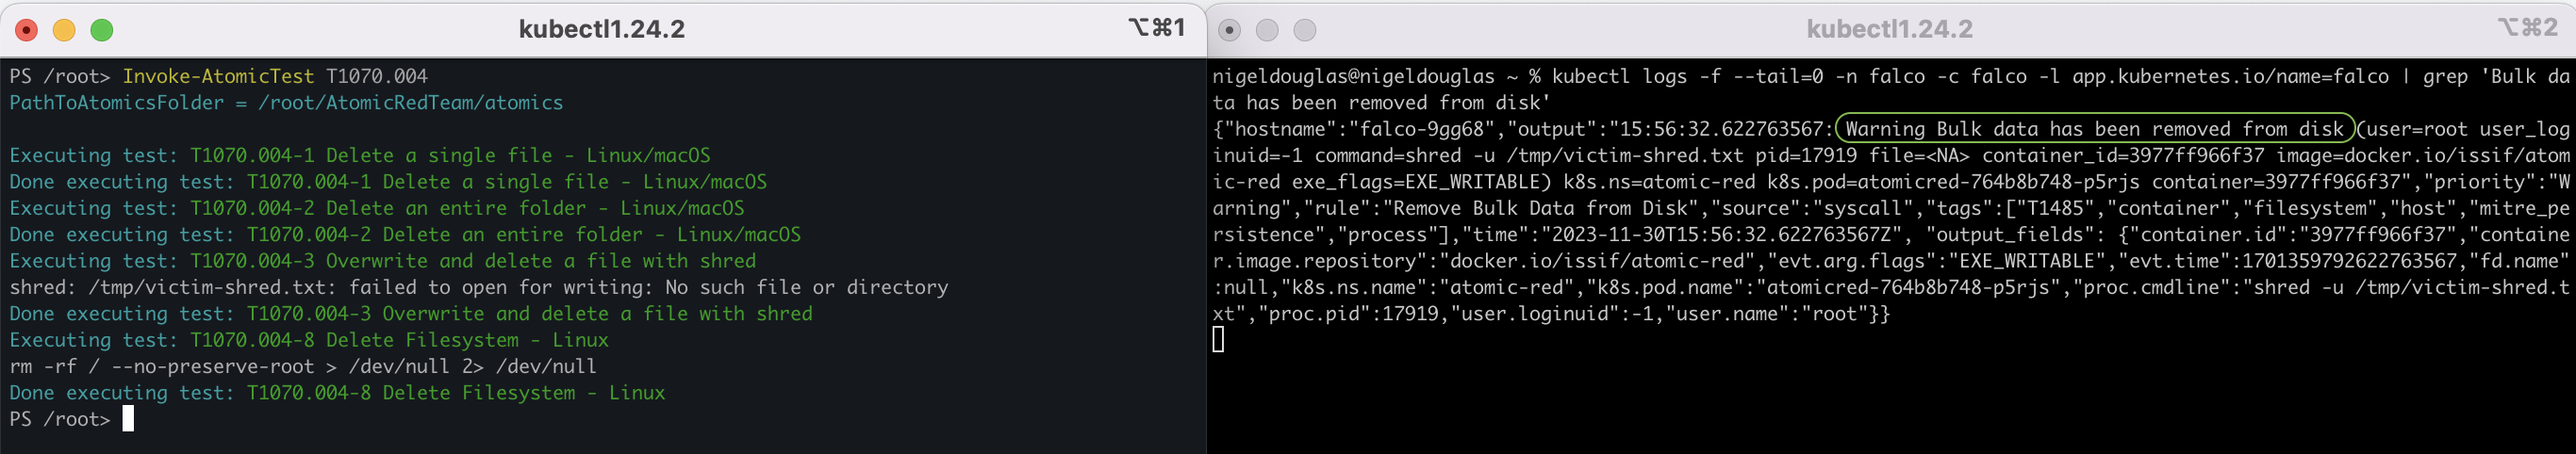 kubectl1.24.2
⌥⌘1
PS /root> Invoke-AtomicTest T1070.004
PathToAtomicsFolder = /root/AtomicRedTeam/atomics
Executing test: T1070.004-1 Delete a single file - Linux/macOS
Done executing test: T1070.004-1 Delete a single file - Linux/macOS
Executing test: T1070.004-2 Delete an entire folder - Linux/macOS
Done executing test: T1070.004-2 Delete an entire folder - Linux/macOS
Executing test: T1070.004-3 Overwrite and delete a file with shred
shred: /tmp/victim-shred.txt: failed to open for writing: No such file or directory
Done executing test: T1070.004-3 Overwrite and delete a file with shred
Executing test: T1070.004-8 Delete Filesystem - Linux
rm -rf / --no-preserve-root > /dev/null 2> /dev/null
Done executing test: T1070.004-8 Delete Filesystem - Linux
PS /root>
kubectl1.24.2
⌥⌘2
nigeldouglas@nigeldouglas ~ % kubectl logs -f --tail=0 -n falco -c falco -l app.kubernetes.io/name=falco | grep 'Bulk da
ta has been removed from disk'
{"hostname":"falco-9gg68","output":"15:56:32.622763567: Warning Bulk data has been removed from disk (user=root user_log
inuid=-1 command=shred -u /tmp/victim-shred.txt pid=17919 file=<NA> container_id=3977ff966f37 image=docker.io/issif/atom
ic-red exe_flags=EXE_WRITABLE) k8s.ns=atomic-red k8s.pod=atomicred-764b8b748-p5rjs container=3977ff966f37","priority":"W
arning","rule":"Remove Bulk Data from Disk","source":"syscall","tags":["T1485","container","filesystem","host","mitre_pe
rsistence","process"],"time":"2023-11-30T15:56:32.622763567Z", "output_fields": {"container.id":"3977ff966f37","containe
r.image.repository":"docker.io/issif/atomic-red","evt.arg.flags":"EXE_WRITABLE","evt.time":1701359792622763567,"fd.name"
:null,"k8s.ns.name":"atomic-red","k8s.pod.name":"atomicred-764b8b748-p5rjs","proc.cmdline":"shred -u /tmp/victim-shred.t
xt","proc.pid":17919,"user.loginuid":-1,"user.name":"root"}}